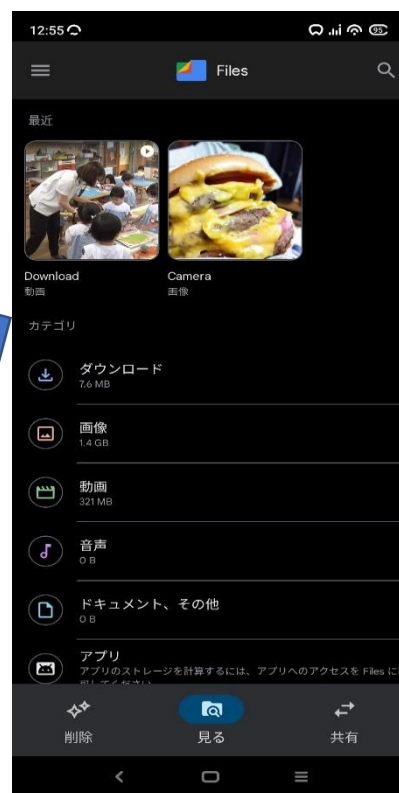 12:55
95
Files
最近
Download
動画
Camera
画像
カテゴリ
ダウンロード
7.6 MB
画像
1.4 GB
動画
321 MB
音声
0 B
ドキュメント、その他
0 B
アプリ
アプリのストレージを計算するには、アプリへのアクセスを Files に
削除
見る
共有